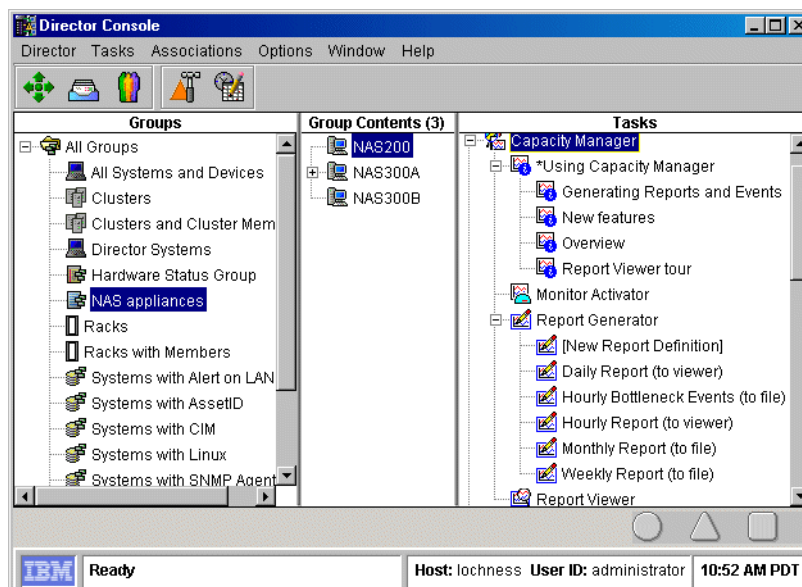 Director Console
Director Tasks Associations Options Window Help
Groups
All Groups
All Systems and Devices
Clusters
Clusters and Cluster Mem
Director Systems
Hardware Status Group
NAS appliances
Racks
Racks with Members
Systems with Alert on LAN
Systems with AssetID
Systems with CIM
Systems with Linux
Systems with SNMP Agent
Group Contents (3)
NAS200
NAS300A
NAS300B
Tasks
Capacity Manager
*Using Capacity Manager
Generating Reports and Events
New features
Overview
Report Viewer tour
Monitor Activator
Report Generator
[New Report Definition]
Daily Report (to viewer)
Hourly Bottleneck Events (to file)
Hourly Report (to viewer)
Monthly Report (to file)
Weekly Report (to file)
Report Viewer
IBM
Ready
Host: lochness User ID: administrator
10:52 AM PDT